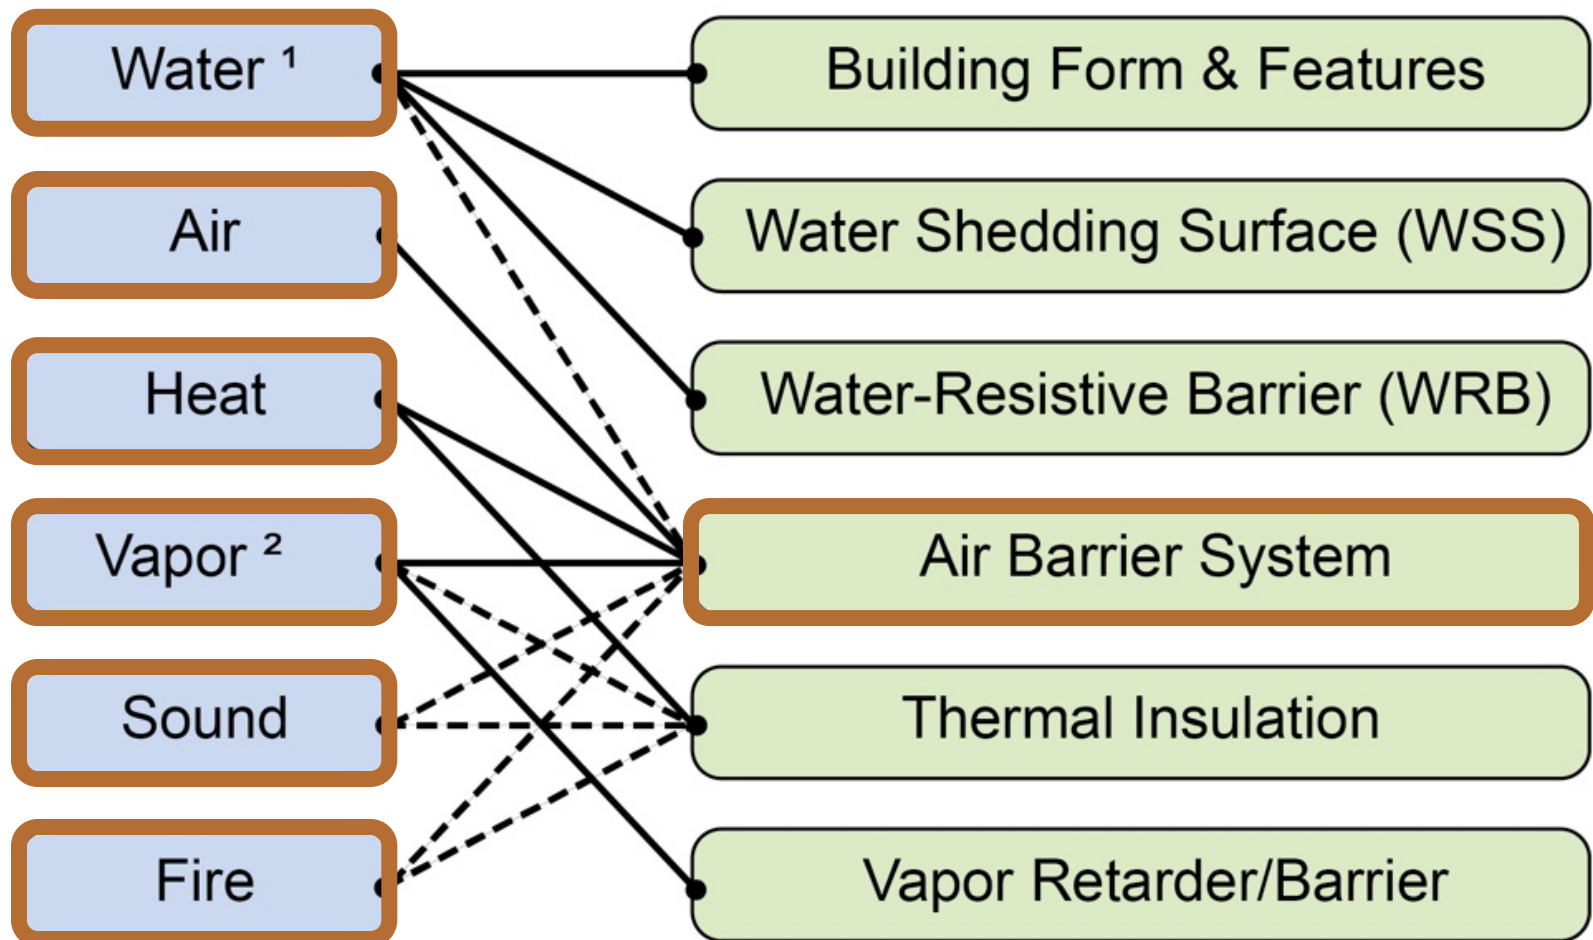 Water ¹
Building Form & Features
Air
Water Shedding Surface (WSS)
Heat
Water-Resistive Barrier (WRB)
Vapor ²
Air Barrier System
Sound
Thermal Insulation
Fire
Vapor Retarder/Barrier